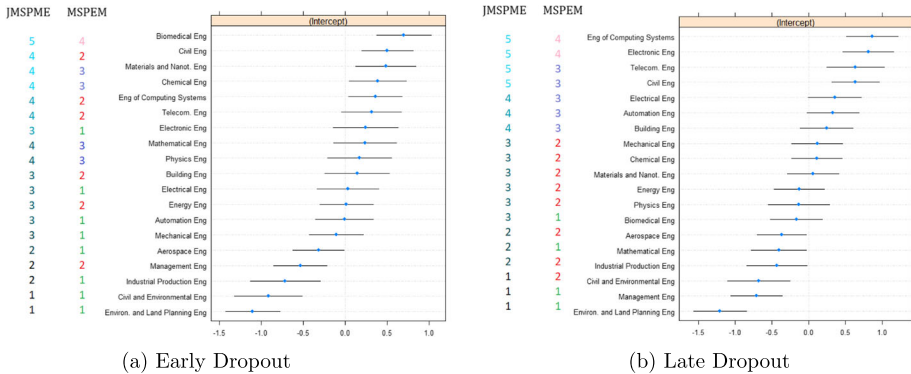 JMSPME MSPEM
(Intercept)
5 4 Biomedical Eng
4 2 Civil Eng
4 3 Materials and Nanot. Eng
4 3 Chemical Eng
4 2 Eng of Computing Systems
4 2 Telecom. Eng
3 1 Electronic Eng
4 3 Mathematical Eng
4 3 Physics Eng
3 2 Building Eng
3 1 Electrical Eng
3 2 Energy Eng
3 1 Automation Eng
3 1 Mechanical Eng
2 1 Aerospace Eng
2 2 Management Eng
2 1 Industrial Production Eng
1 1 Civil and Environmental Eng
1 1 Environ. and Land Planning Eng
-1.5 -1.0 -0.5 0.0 0.5 1.0
(a) Early Dropout
JMSPME MSPEM
(Intercept)
5 4 Eng of Computing Systems
5 4 Electronic Eng
5 3 Telecom. Eng
5 3 Civil Eng
4 3 Electrical Eng
4 3 Automation Eng
4 3 Building Eng
3 2 Mechanical Eng
3 2 Chemical Eng
3 2 Materials and Nanot. Eng
3 2 Energy Eng
3 2 Physics Eng
3 1 Biomedical Eng
2 2 Aerospace Eng
2 1 Mathematical Eng
2 2 Industrial Production Eng
1 2 Civil and Environmental Eng
1 1 Management Eng
1 1 Environ. and Land Planning Eng
-1.5 -1.0 -0.5 0.0 0.5 1.0
(b) Late Dropout